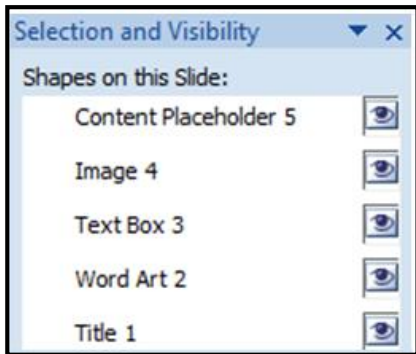 Selection and Visibility
Shapes on this Slide:
Content Placeholder 5
Image 4
Text Box 3
Word Art 2
Title 1